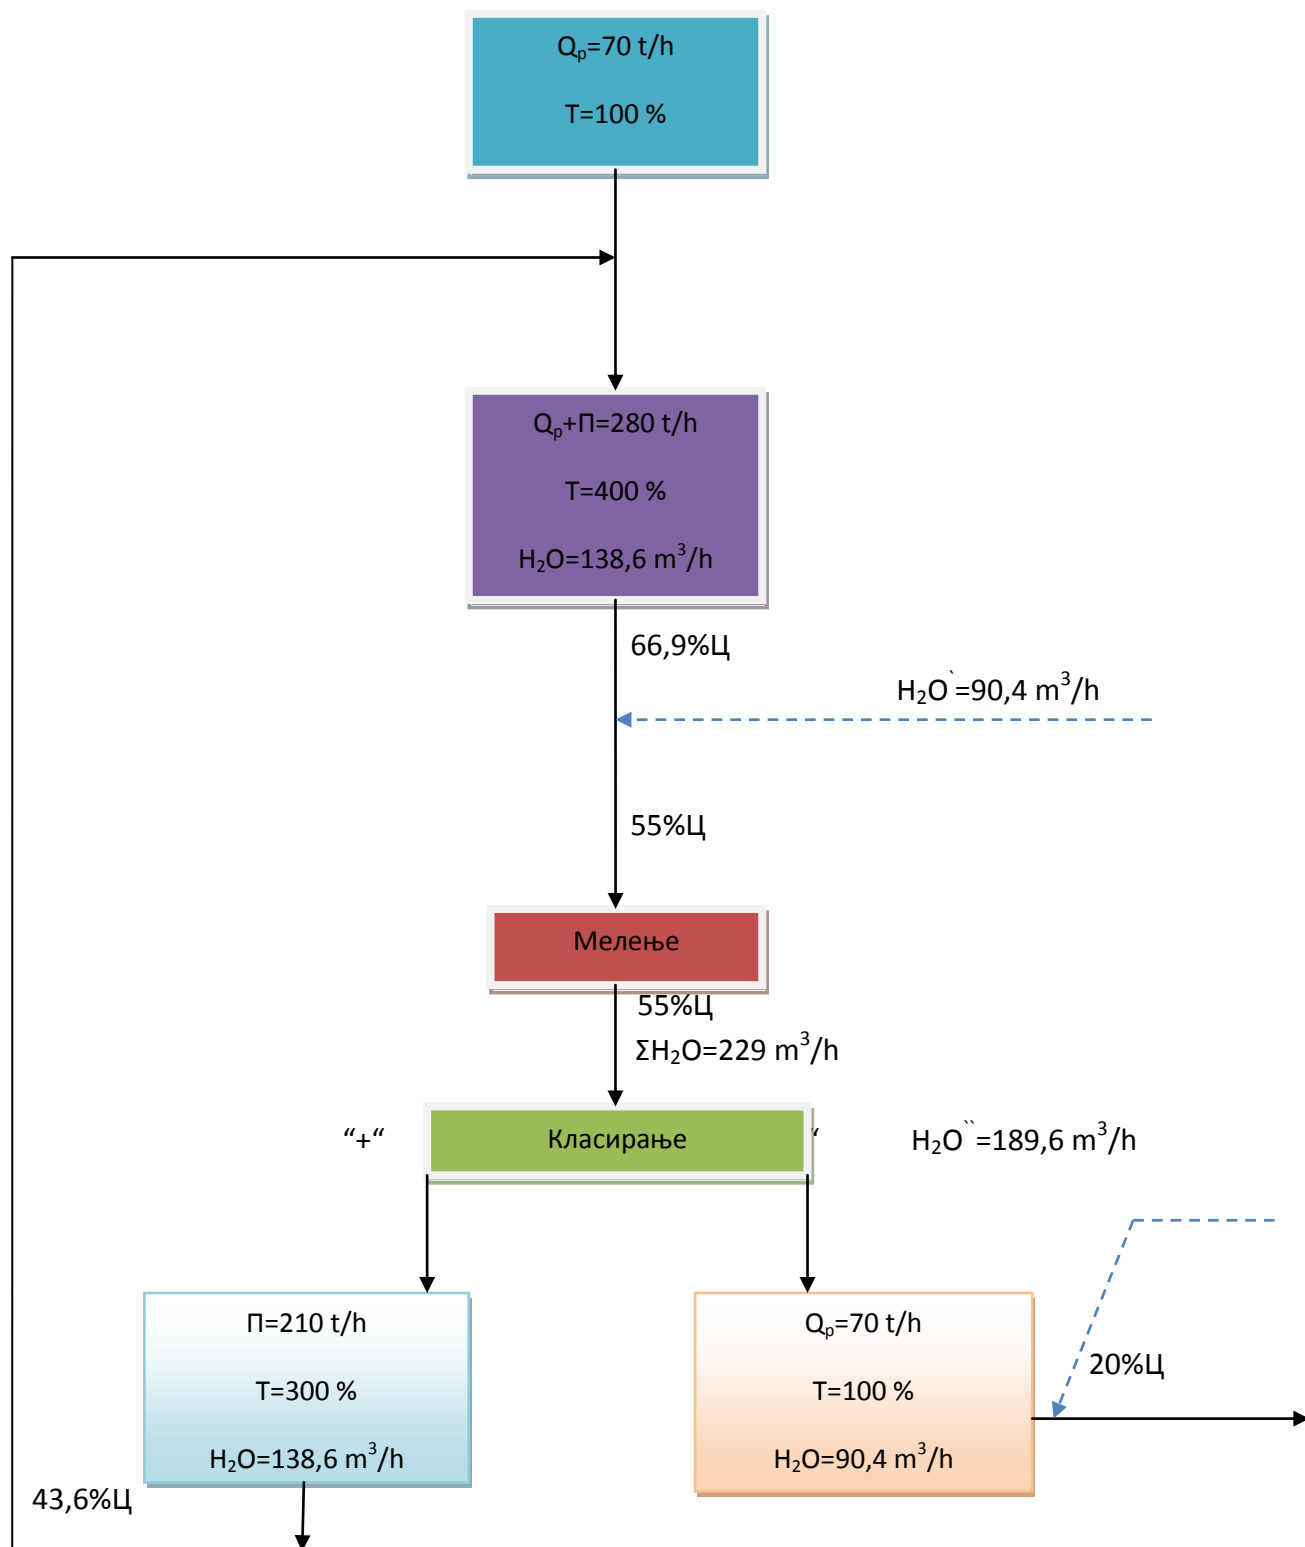 Qp=70 t/h
T=100 %
Qp+П=280 t/h
T=400 %
H2O=138,6 m3/h
66,9%Ц
H2O`=90,4 m3/h
55%Ц
Мелење
55%Ц
ΣH2O=229 m3/h
“+“
Класирање
“
H2O``=189,6 m3/h
П=210 t/h
T=300 %
H2O=138,6 m3/h
Qp=70 t/h
T=100 %
H2O=90,4 m3/h
20%Ц
43,6%Ц